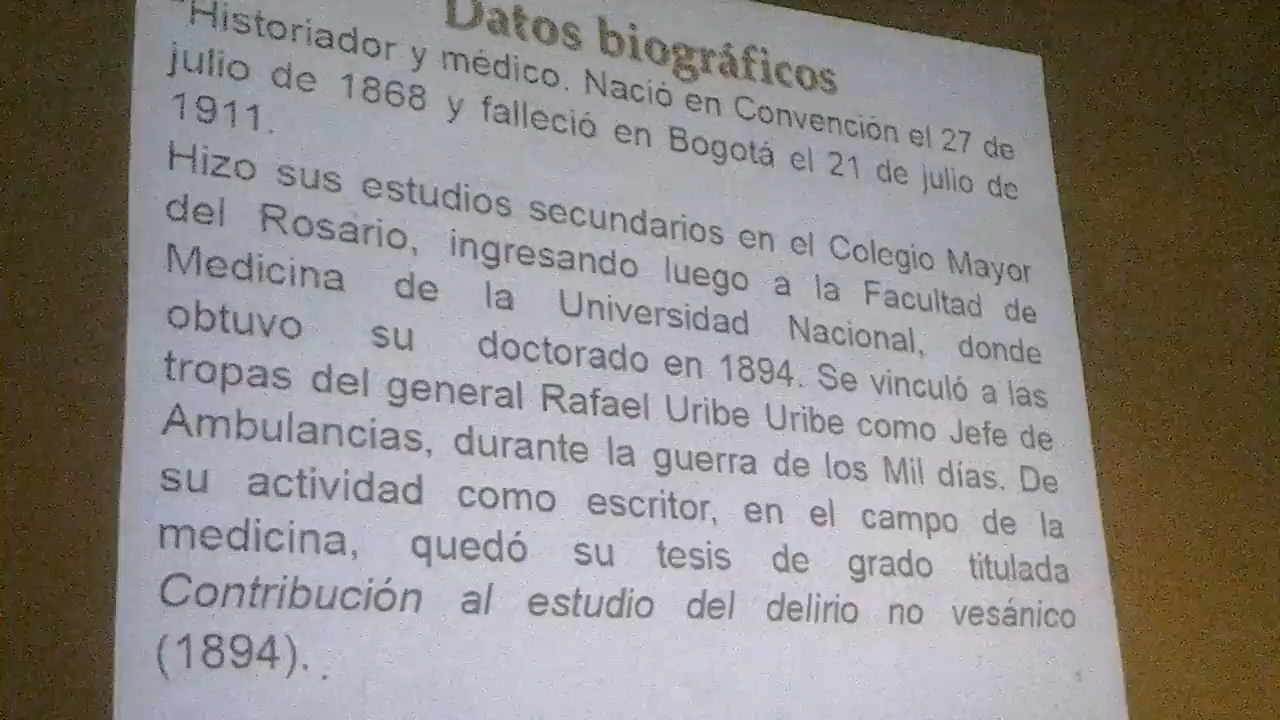 Datos biográficos
"Historiador y médico. Nació en Convención el 27 de
julio de 1868 y falleció en Bogotá el 21 de julio de
1911.
Hizo sus estudios secundarios en el Colegio Mayor
del Rosario, ingresando luego a la Facultad de
Medicina de la Universidad Nacional, donde
obtuvo su doctorado en 1894. Se vinculó a las
tropas del general Rafael Uribe Uribe como Jefe de
Ambulancias, durante la guerra de los Mil días. De
su actividad como escritor, en el campo de la
medicina, quedó su tesis de grado titulada
Contribución al estudio del delirio no vesánico
(1894).